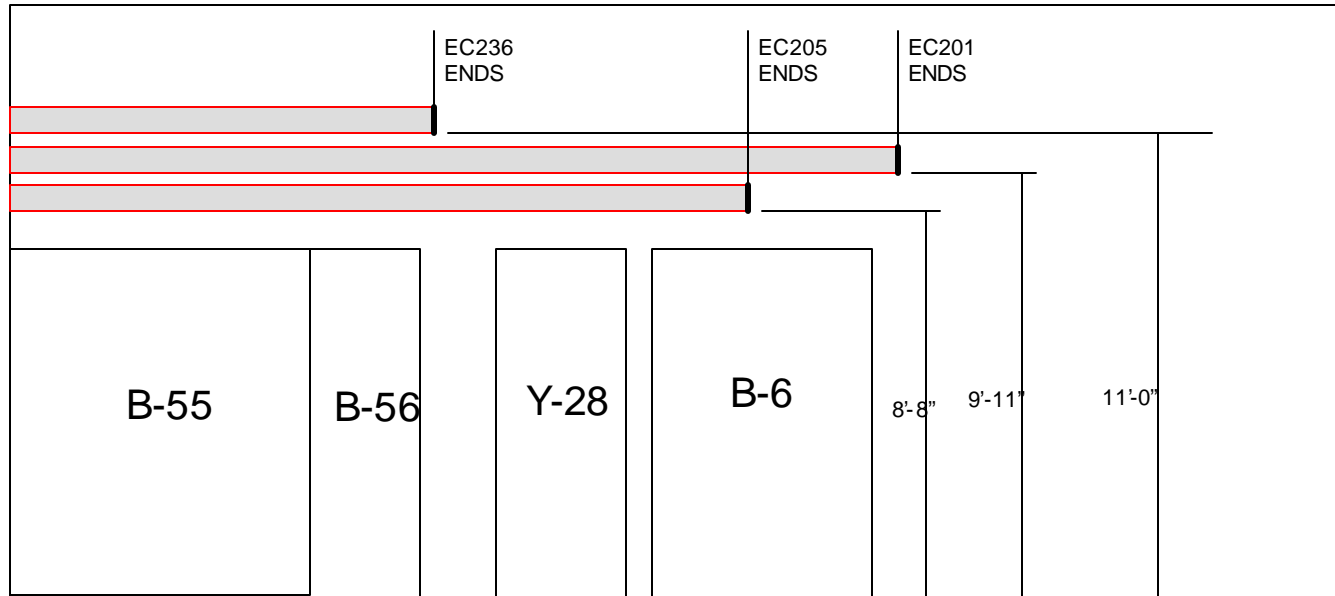 EC236
ENDS
EC205
ENDS
EC201
ENDS
B-55
B-56
Y-28
B-6
8'-8”
9'-11”
11'-0”